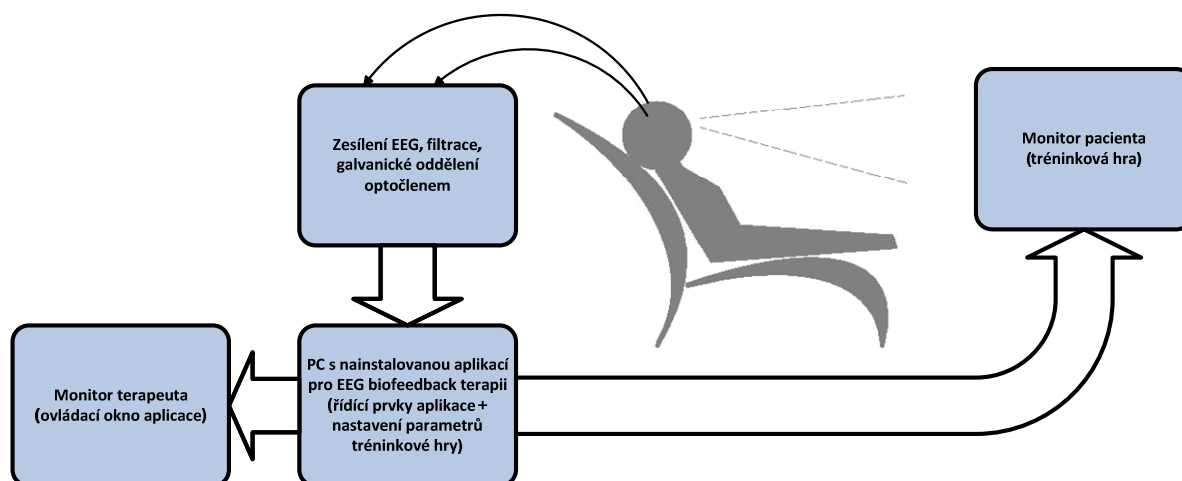 Zesílení EEG, filtrace,
galvanické oddělení
optočlenem
Monitor pacienta
(tréninková hra)
Monitor terapeuta
(ovládací okno aplikace)
PC s nainstalovanou aplikací
pro EEG biofeedback terapii
(řídící prvky aplikace +
nastavení parametrů
tréninkové hry)